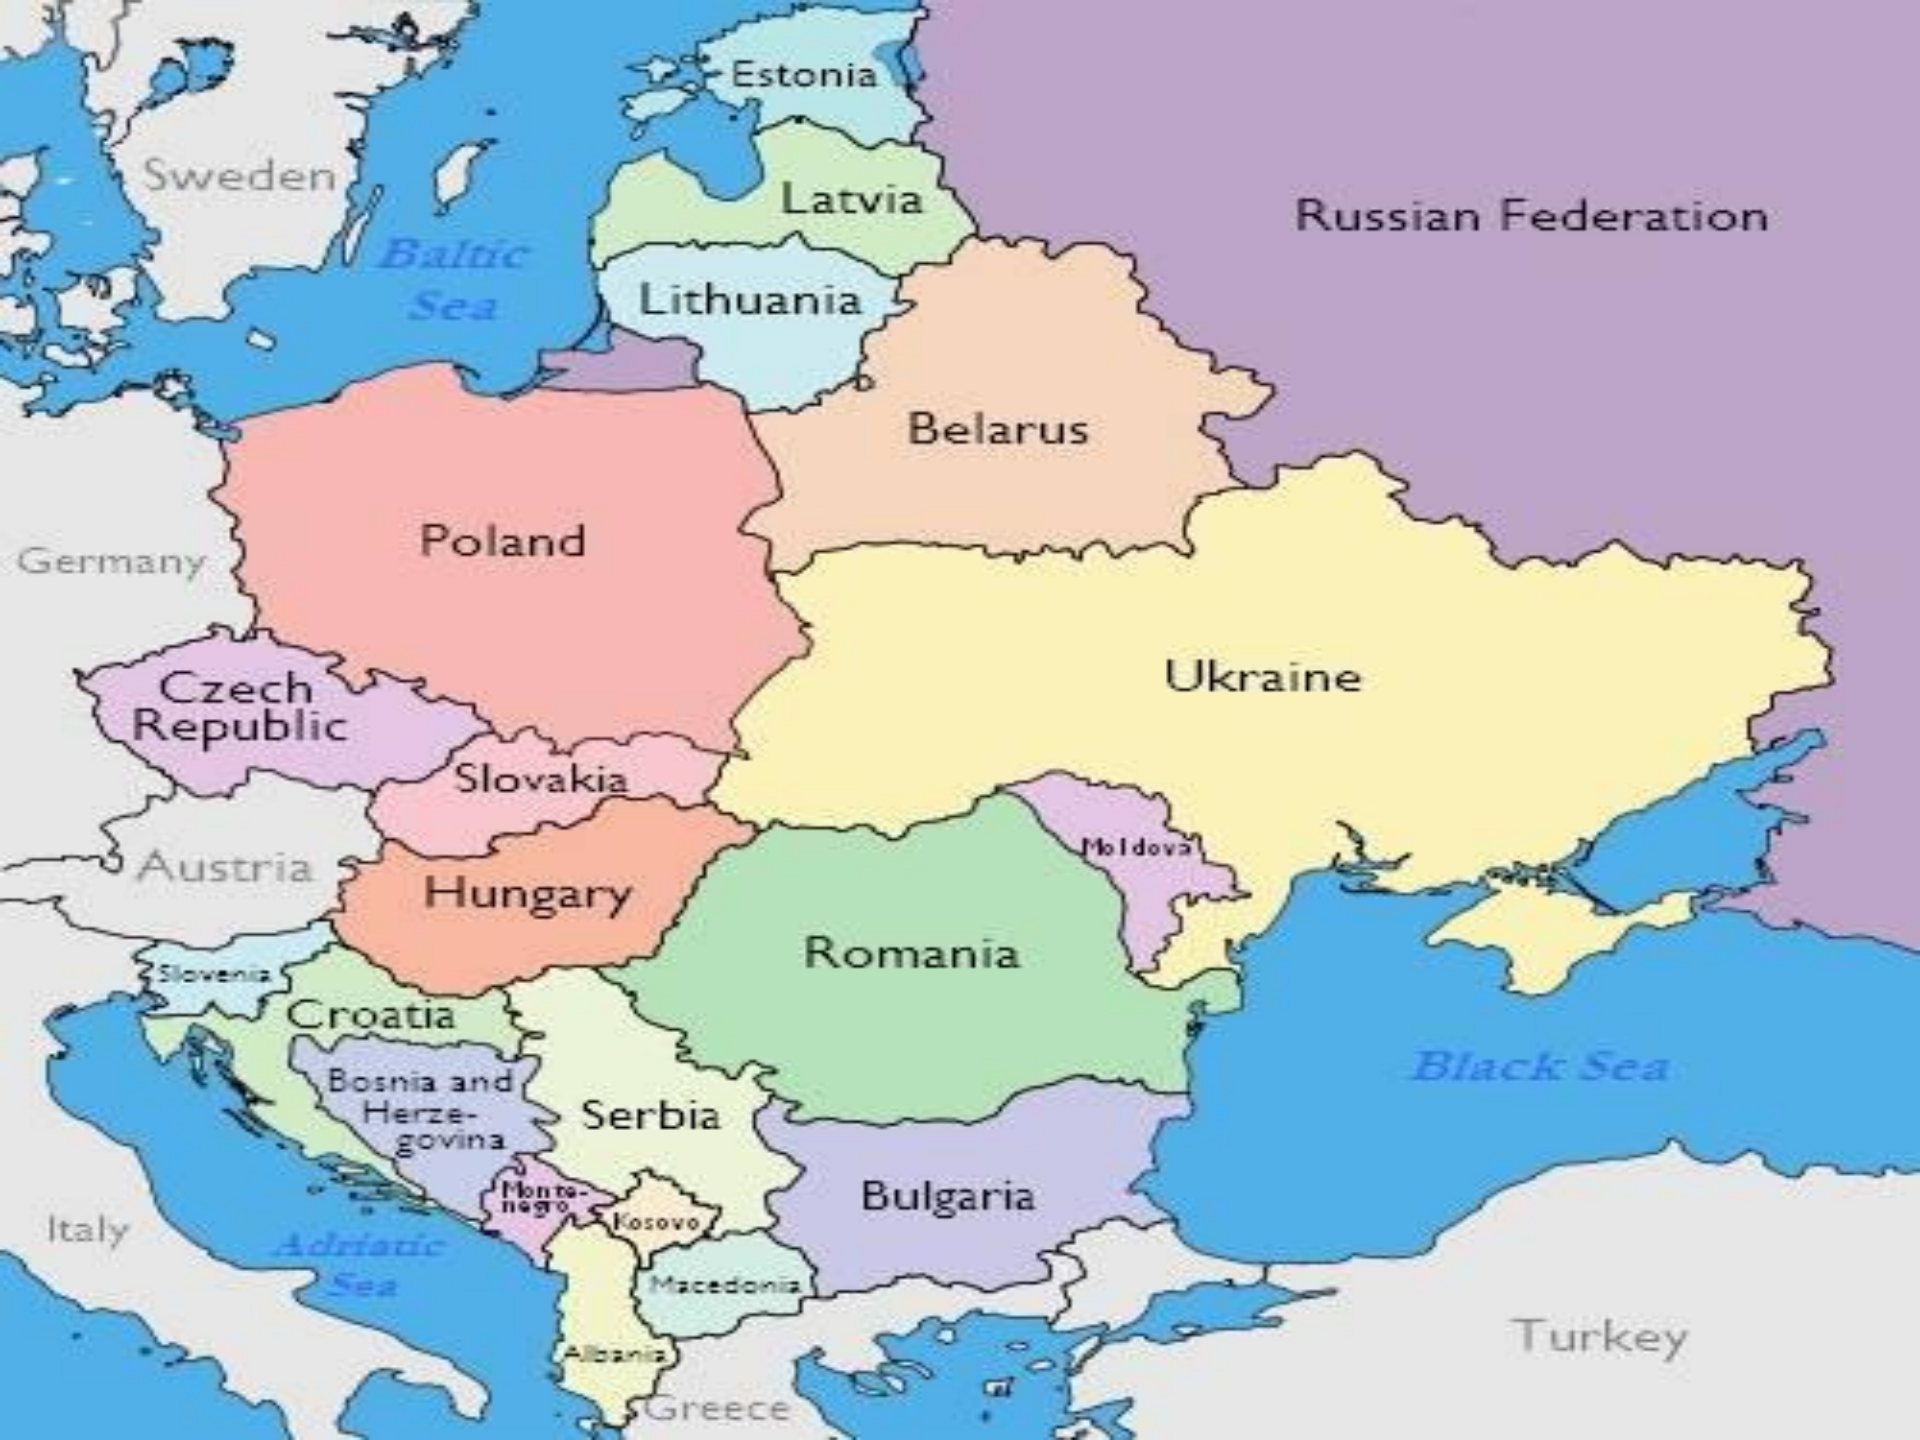 Estonia
Sweden
Latvia
Russian Federation
Baltic
Sea
Lithuania
Belarus
Poland
Germany
Ukraine
Czech
Republic
Slovakia
Moldova
Austria
Hungary
Romania
Slovenia
Croatia
Black Sea
Bosnia and
Herze-
govina
Serbia
Monte-
negro
Kosovo
Bulgaria
Italy
Adriatic
Sea
Macedonia
Turkey
Albania
Greece